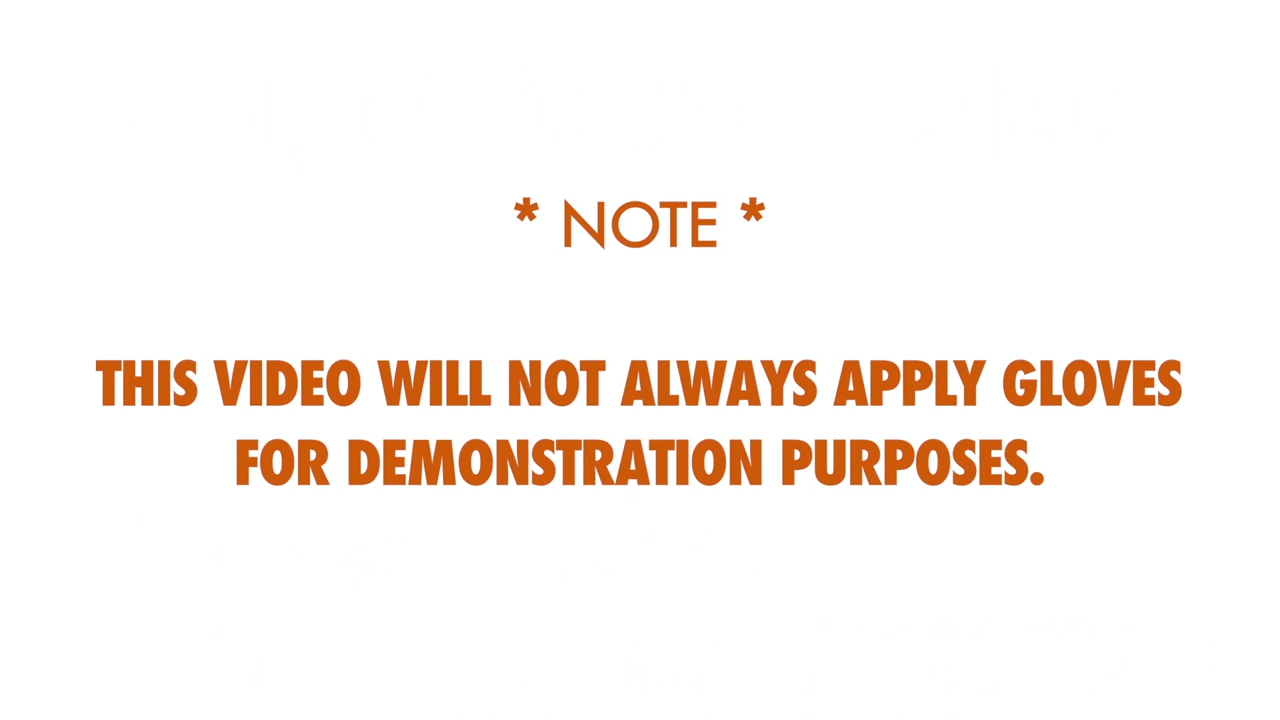 * NOTE *
THIS VIDEO WILL NOT ALWAYS APPLY GLOVES
FOR DEMONSTRATION PURPOSES.